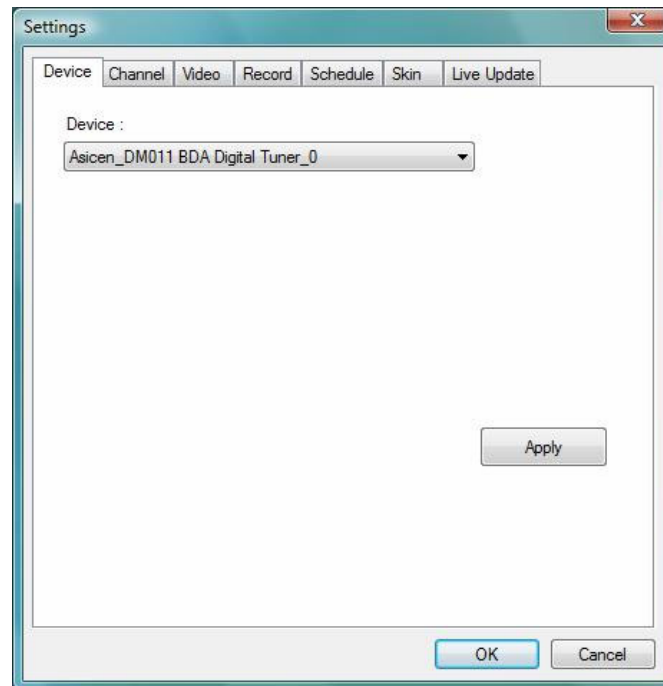 Settings
Device Channel Video Record Schedule Skin Live Update
Device :
Asicen_DM011 BDA Digital Tuner_0
Apply
OK Cancel